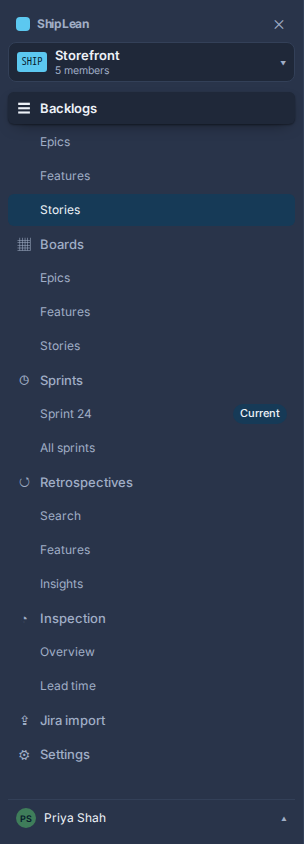 ShipLean
SHIP
Storefront
5 members
Backlogs
Epics
Features
Stories
Boards
Epics
Features
Stories
Sprints
Sprint 24 Current
All sprints
Retrospectives
Search
Features
Insights
Inspection
Overview
Lead time
Jira import
Settings
PS Priya Shah